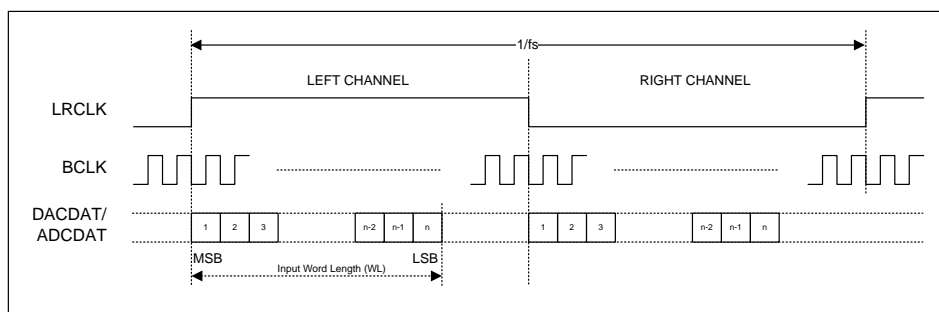 1/fs
LEFT CHANNEL RIGHT CHANNEL
LRCLK
BCLK
DACDAT/
ADCDAT
1 2 3 n-2 n-1 n 1 2 3 n-2 n-1 n
MSB LSB
Input Word Length (WL)